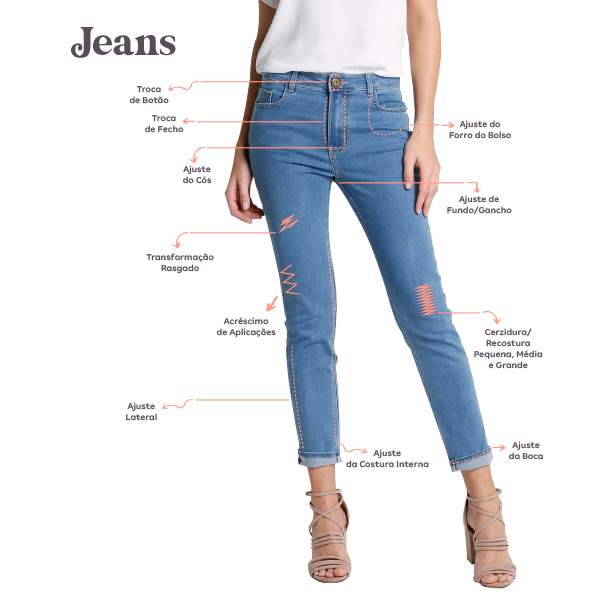 Jeans
Troca
de Botão
Troca
de Fecho
Ajuste do
Forro do Bolso
Ajuste
do Cós
Ajuste de
Fundo/Gancho
Transformação
Rasgado
Acréscimo
de Aplicações
Cerzidura/
Recostura
Pequena, Média
e Grande
Ajuste
Lateral
Ajuste
da Costura Interna
Ajuste
da Boca